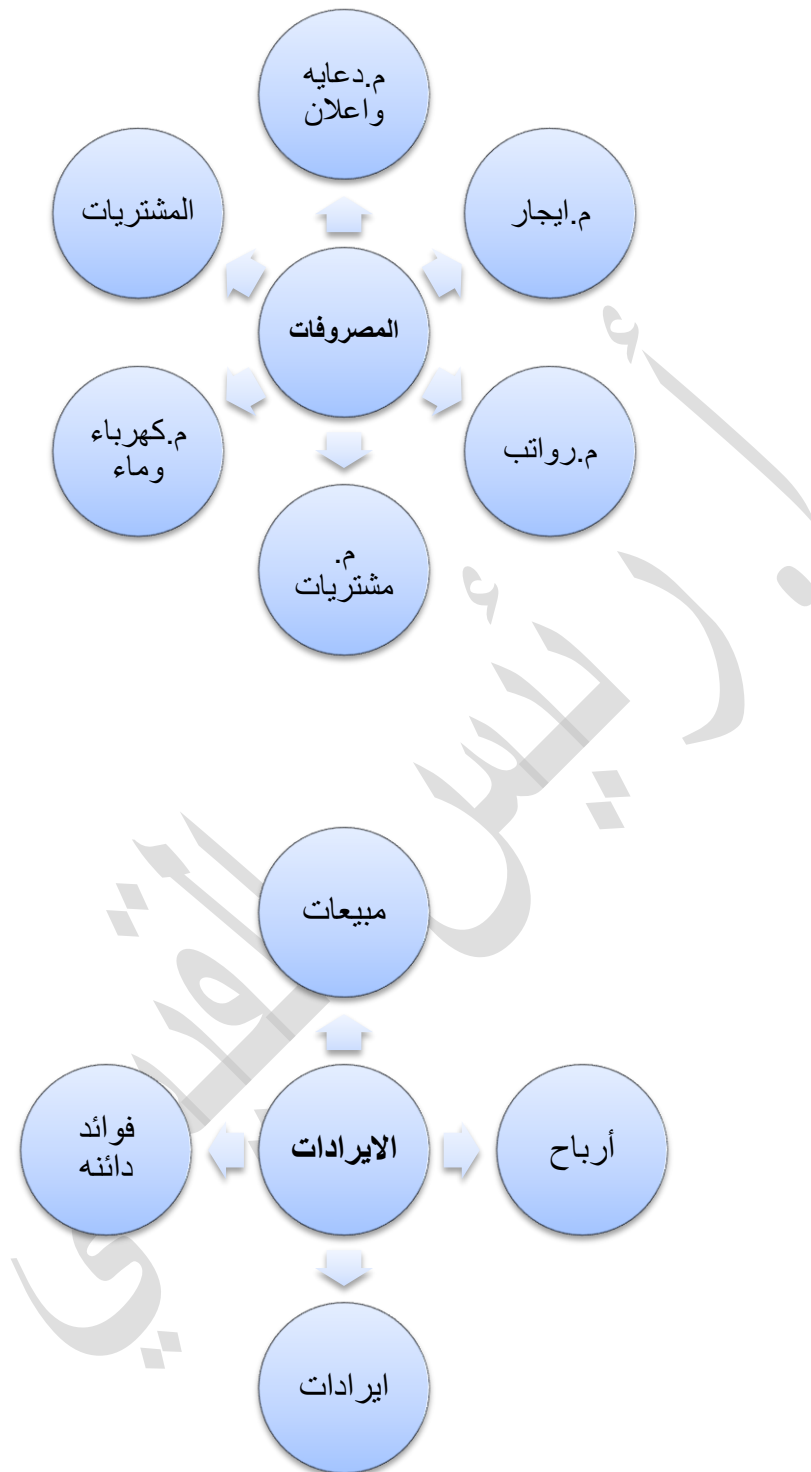 م.دعايه
واعلان
م.ايجار
المشتريات
المصروفات
م.رواتب
م.كهرباء
وماء
م.
مشتريات
مبيعات
أرباح
الايرادات
فوائد
دائنه
ايرادات